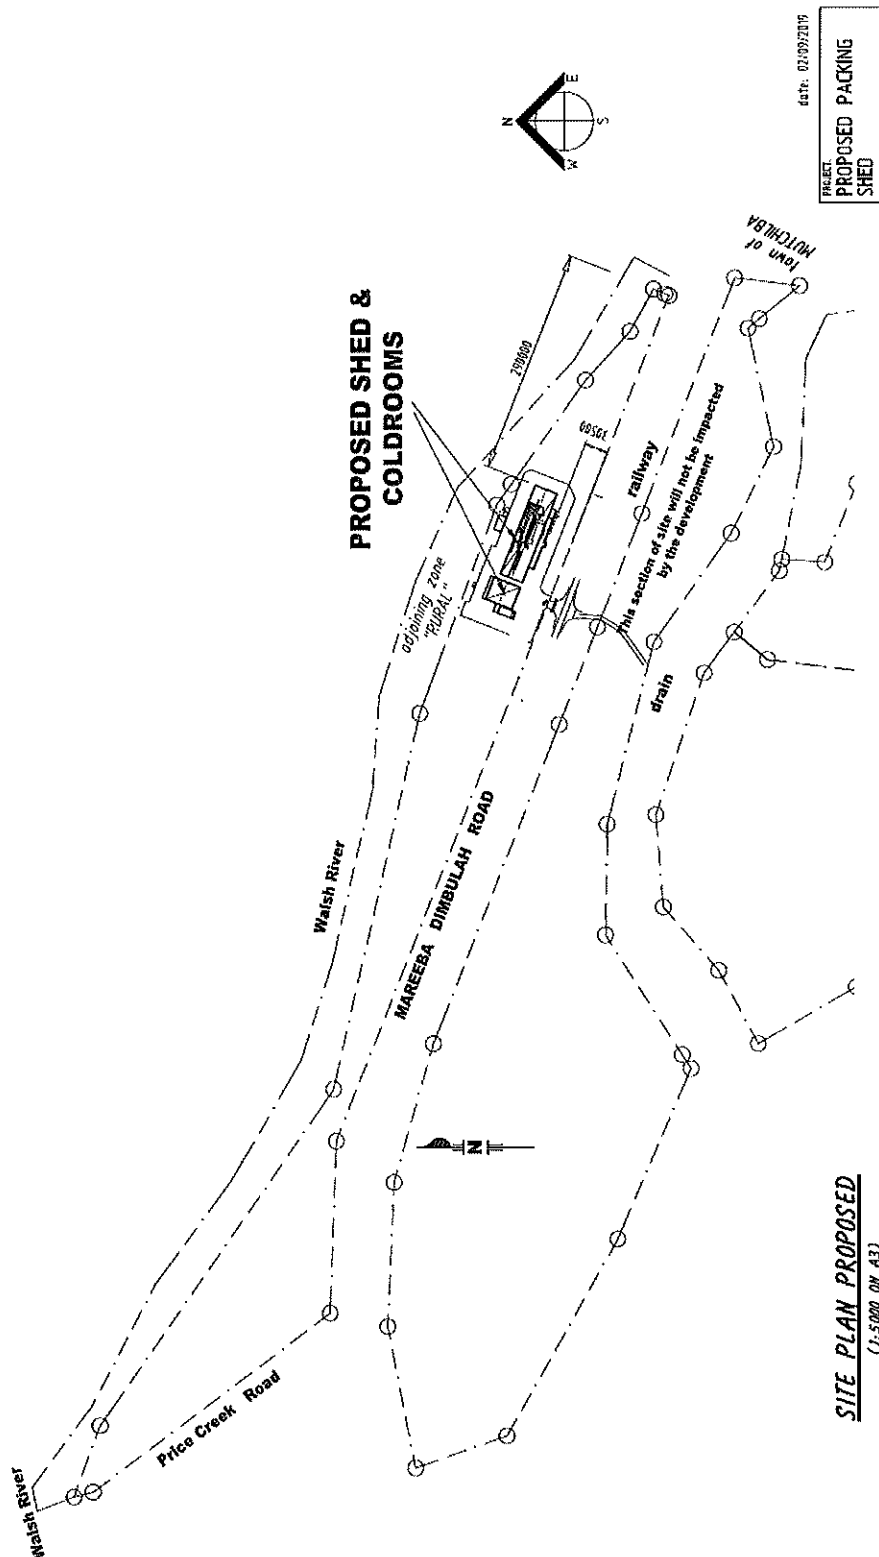 Walsh River
Price Creek Road
Walsh River
MAREEBA DIMBULAH ROAD
adjoining zone
"RURAL"
PROPOSED SHED &
COLDROOMS
290000
30500
railway
This section of site will not be impacted
by the development
drain
town of
MUTCHILBA
N
N
E
S
W
SITE PLAN PROPOSED
(1:5000 ON A3)
date: 02/09/2019
PROJECT:
PROPOSED PACKING
SHED